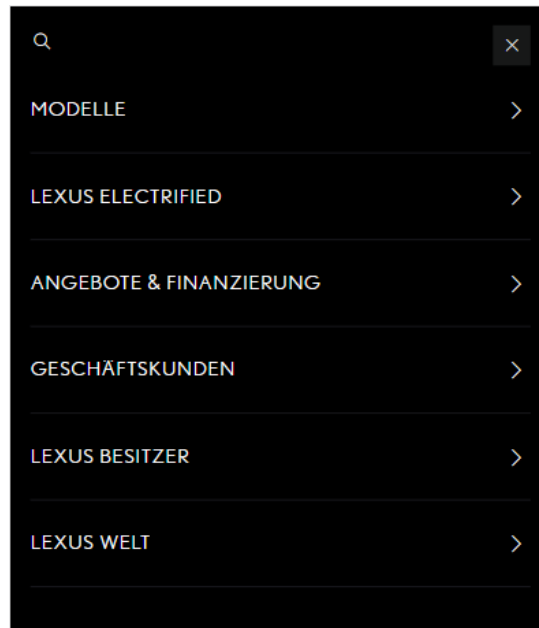 MODELLE
LEXUS ELECTRIFIED
ANGEBOTE & FINANZIERUNG
GESCHÄFTSKUNDEN
LEXUS BESITZER
LEXUS WELT